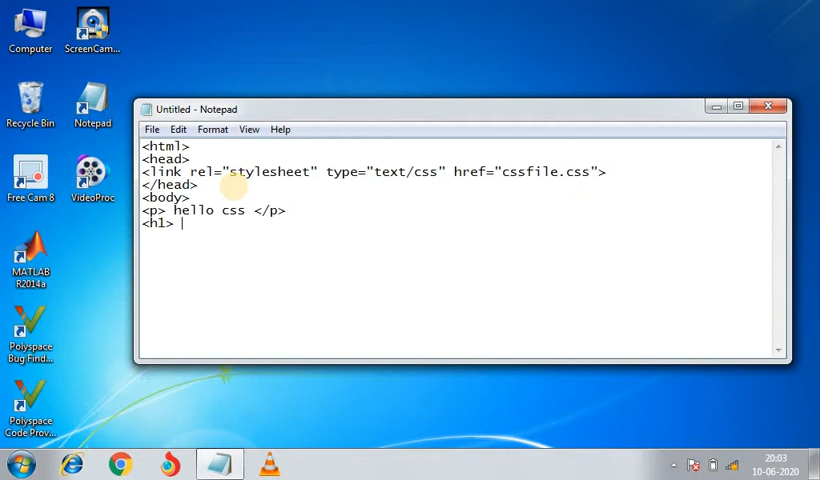 Computer
ScreenCam...
Recycle Bin
Notepad
Free Cam 8
VideoProc
MATLAB
R2014a
Polyspace
Bug Find...
Polyspace
Code Prov...
Untitled - Notepad
File Edit Format View Help
<html>
<head>
<link rel="stylesheet" type="text/css" href="cssfile.css">
</head>
<body>
<p> hello css </p>
<h1>
20:03
10-06-2020